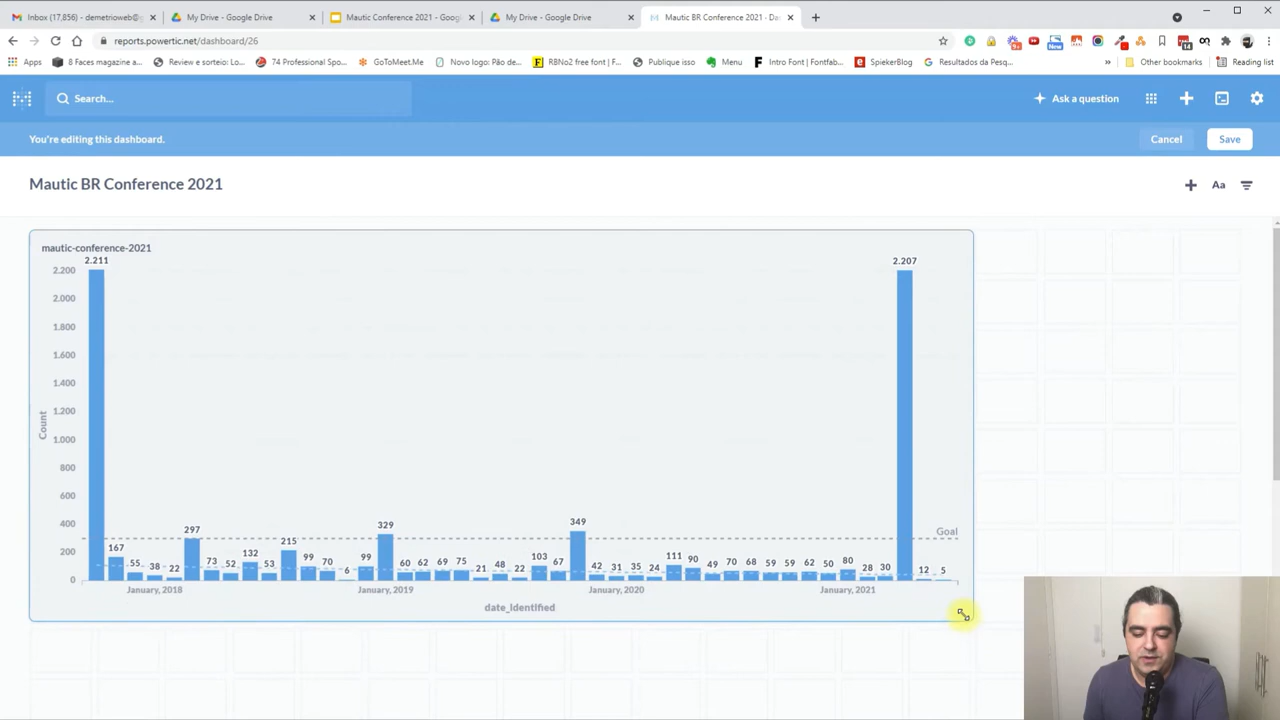 Inbox (17,856) - demetrioweb@g
My Drive - Google Drive
Mautic Conference 2021 - Googl
My Drive - Google Drive
Mautic BR Conference 2021 · Das
reports.powertic.net/dashboard/26
9+
New
14
Apps
8 Faces magazine a...
Review e sorteio: Lo...
74 Professional Spo...
GoToMeet.Me
Novo logo: Pão de...
RBNo2 free font | F...
Publique isso
Menu
Intro Font | Fontfab...
SpiekerBlog
Resultados da Pesq...
»
Other bookmarks
Reading list
Search...
Ask a question
You're editing this dashboard.
Cancel
Save
Mautic BR Conference 2021
Aa
mautic-conference-2021
2.211
2.207
2.200
2.000
1.800
1.600
1.400
1.200
1.000
800
600
400
200
0
Count
167 55 38 22 297 73 52 132 53 215 99 70 6 99 329 60 62 69 75 21 48 22 103 67 349 42 31 35 24 111 90 49 70 68 59 59 62 50 80 28 30 12 5
Goal
January, 2018
January, 2019
January, 2020
January, 2021
date_identified